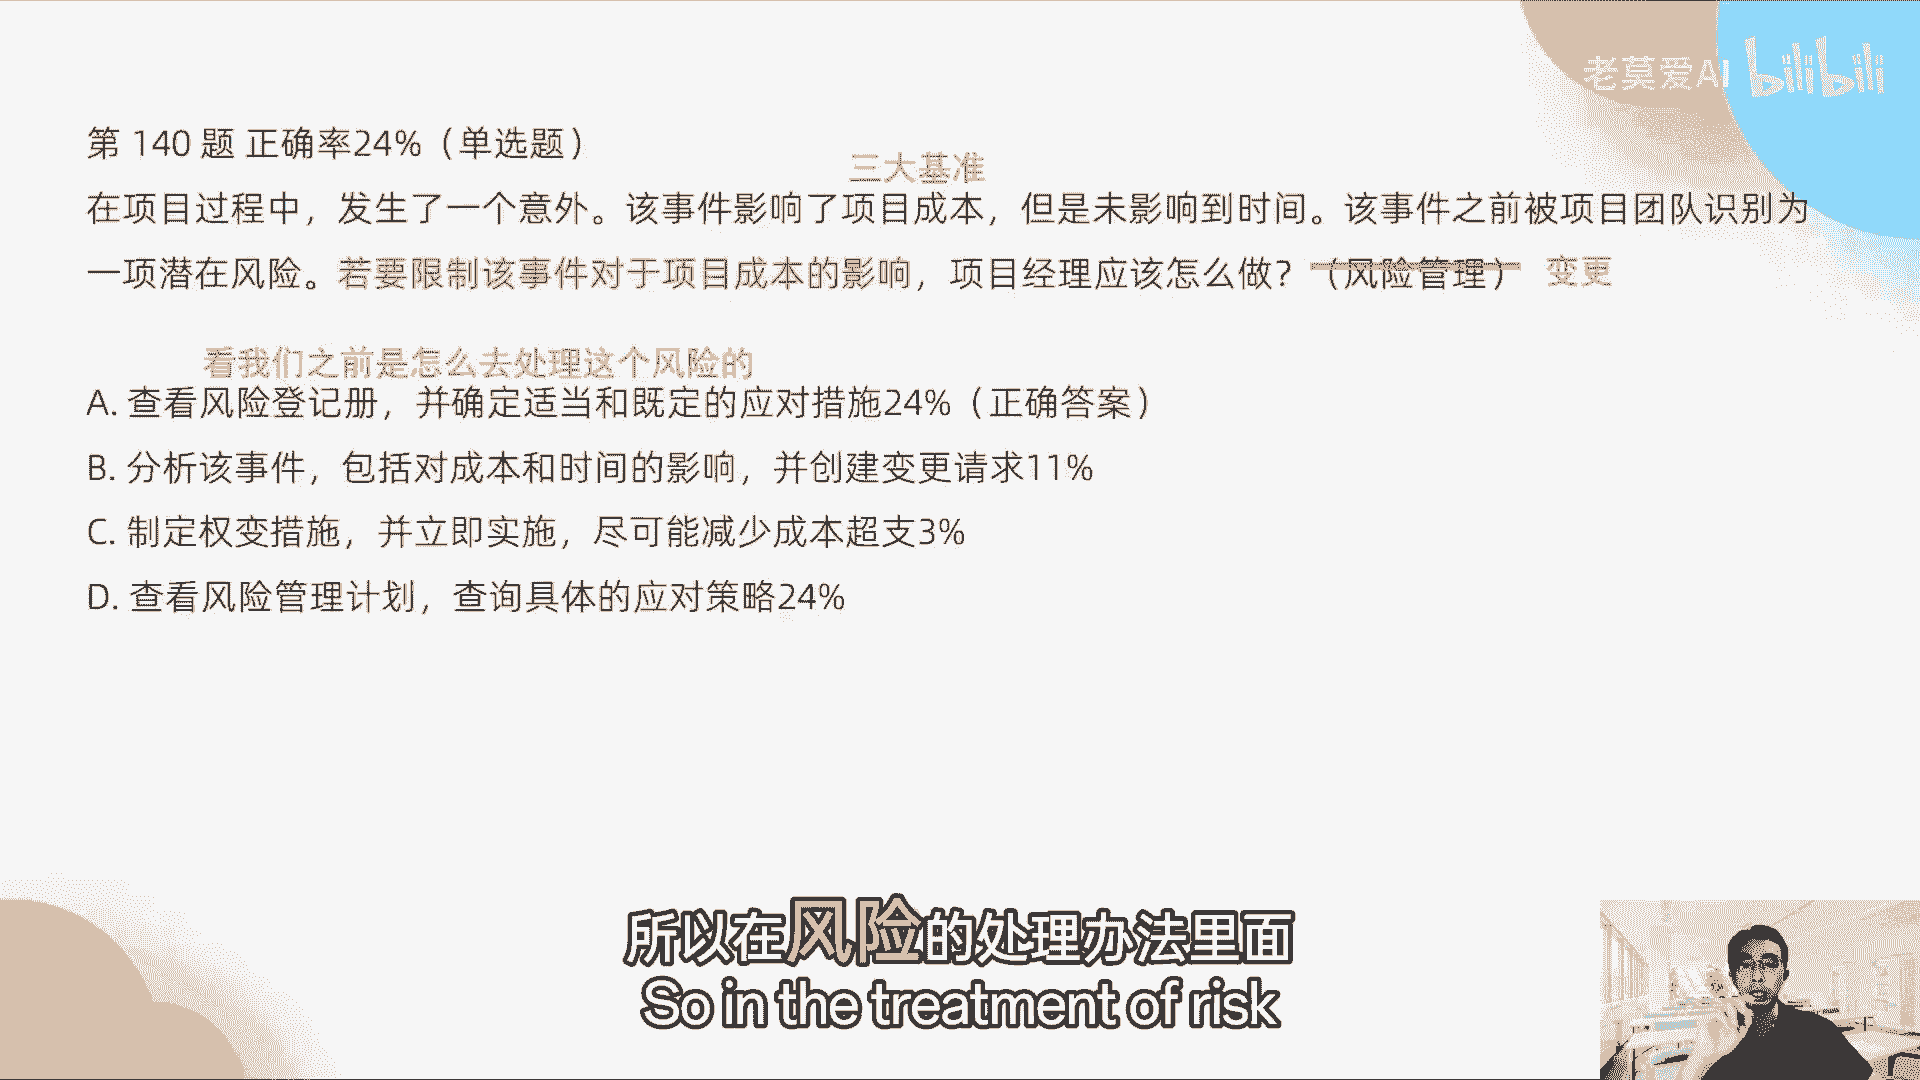 老莫爱AI bilibili
第 140 题 正确率24%（单选题）
三大基准
在项目过程中，发生了一个意外。该事件影响了项目成本，但是未影响到时间。该事件之前被项目团队识别为
一项潜在风险。若要限制该事件对于项目成本的影响，项目经理应该怎么做？（风险管理） 变更
看我们之前是怎么去处理这个风险的
A. 查看风险登记册，并确定适当和既定的应对措施24%（正确答案）
B. 分析该事件，包括对成本和时间的影响，并创建变更请求11%
C. 制定权变措施，并立即实施，尽可能减少成本超支3%
D. 查看风险管理计划，查询具体的应对策略24%
所以在风险的处理办法里面
So in the treatment of risk